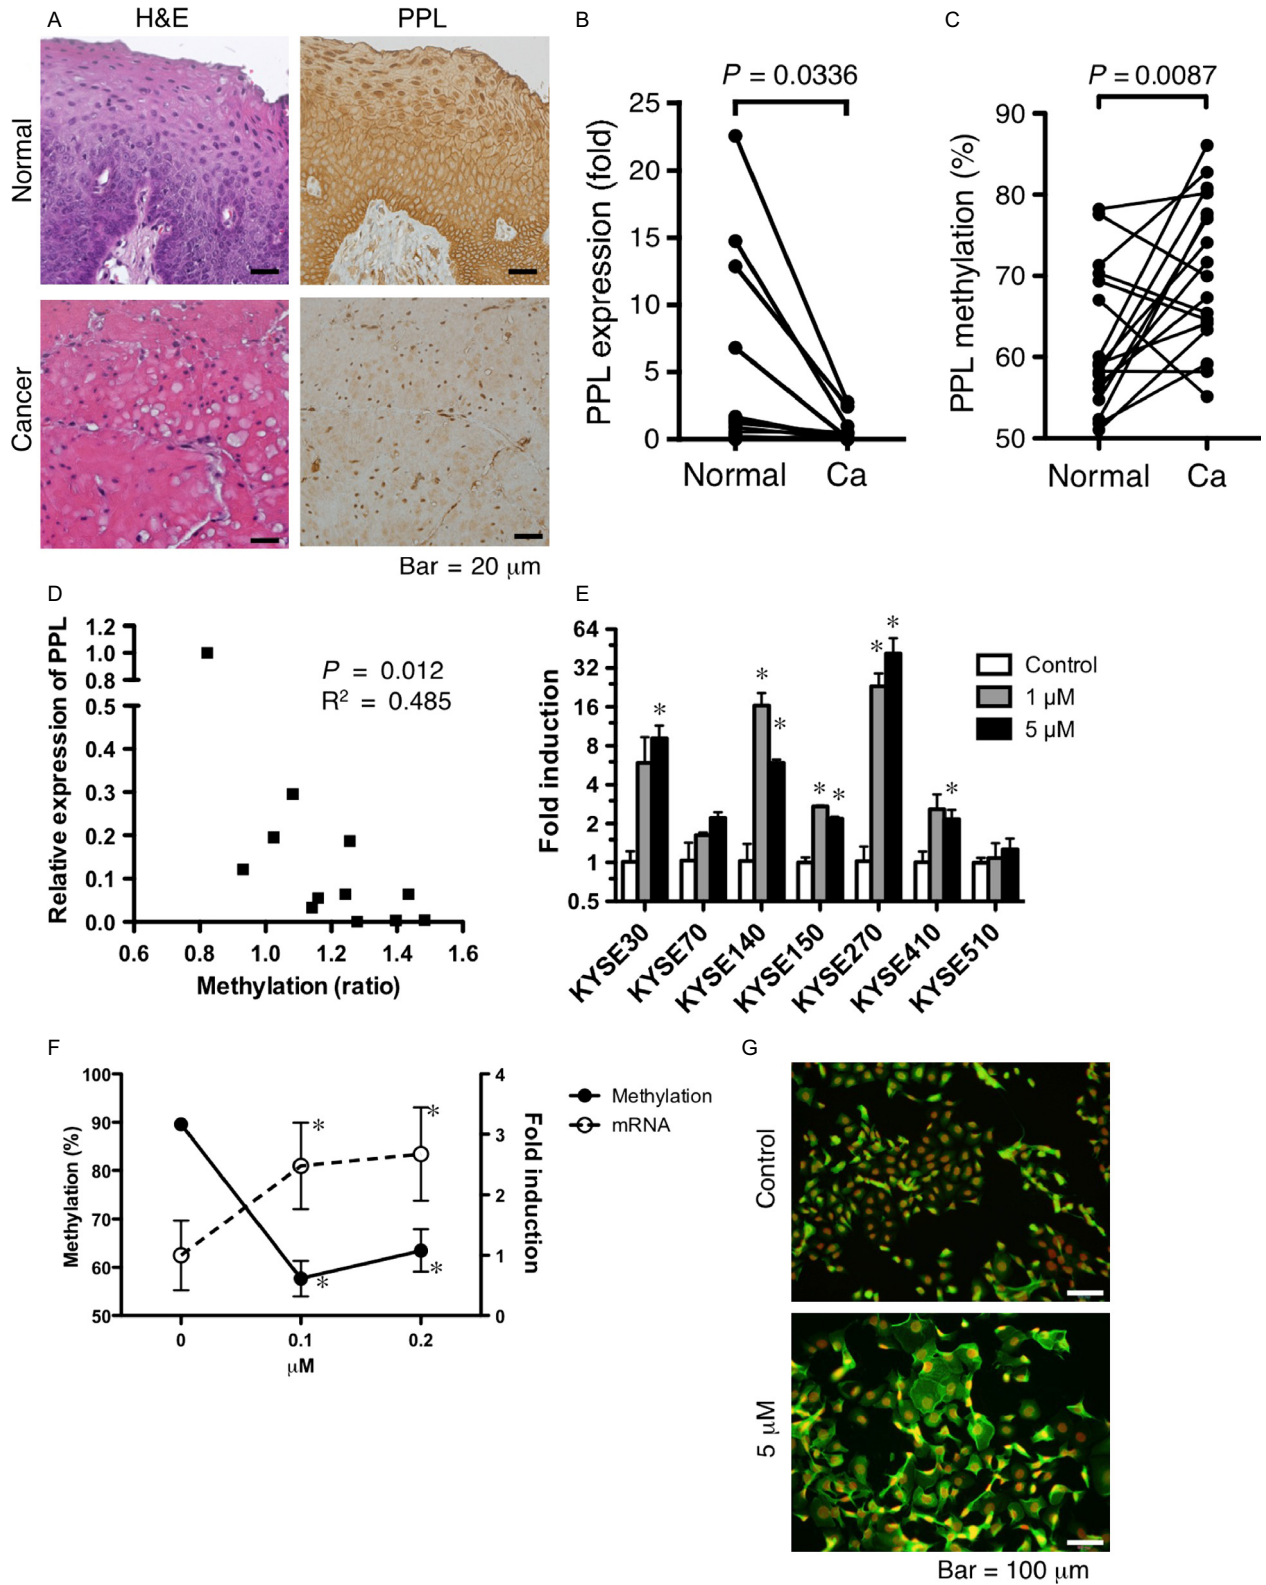 A
H&E
PPL
Normal
Cancer
Bar = 20 μm
B
P = 0.0336
PPL expression (fold)
25
20
15
10
5
0
Normal
Ca
C
P = 0.0087
PPL methylation (%)
90
80
70
60
50
Normal
Ca
D
Relative expression of PPL
1.2
1.0
0.8
0.5
0.4
0.3
0.2
0.1
0.0
P = 0.012
R² = 0.485
0.6
0.8
1.0
1.2
1.4
1.6
Methylation (ratio)
E
Fold induction
64
32
16
8
4
2
1
0.5
*
*
*
*
*
*
*
*
Control
1 μM
5 μM
KYSE30
KYSE70
KYSE140
KYSE150
KYSE270
KYSE410
KYSE510
F
Methylation (%)
100
90
80
70
60
50
*
*
*
*
4
3
2
1
0
Fold induction
0
0.1
0.2
μM
Methylation
mRNA
G
Control
5 μM
Bar = 100 μm